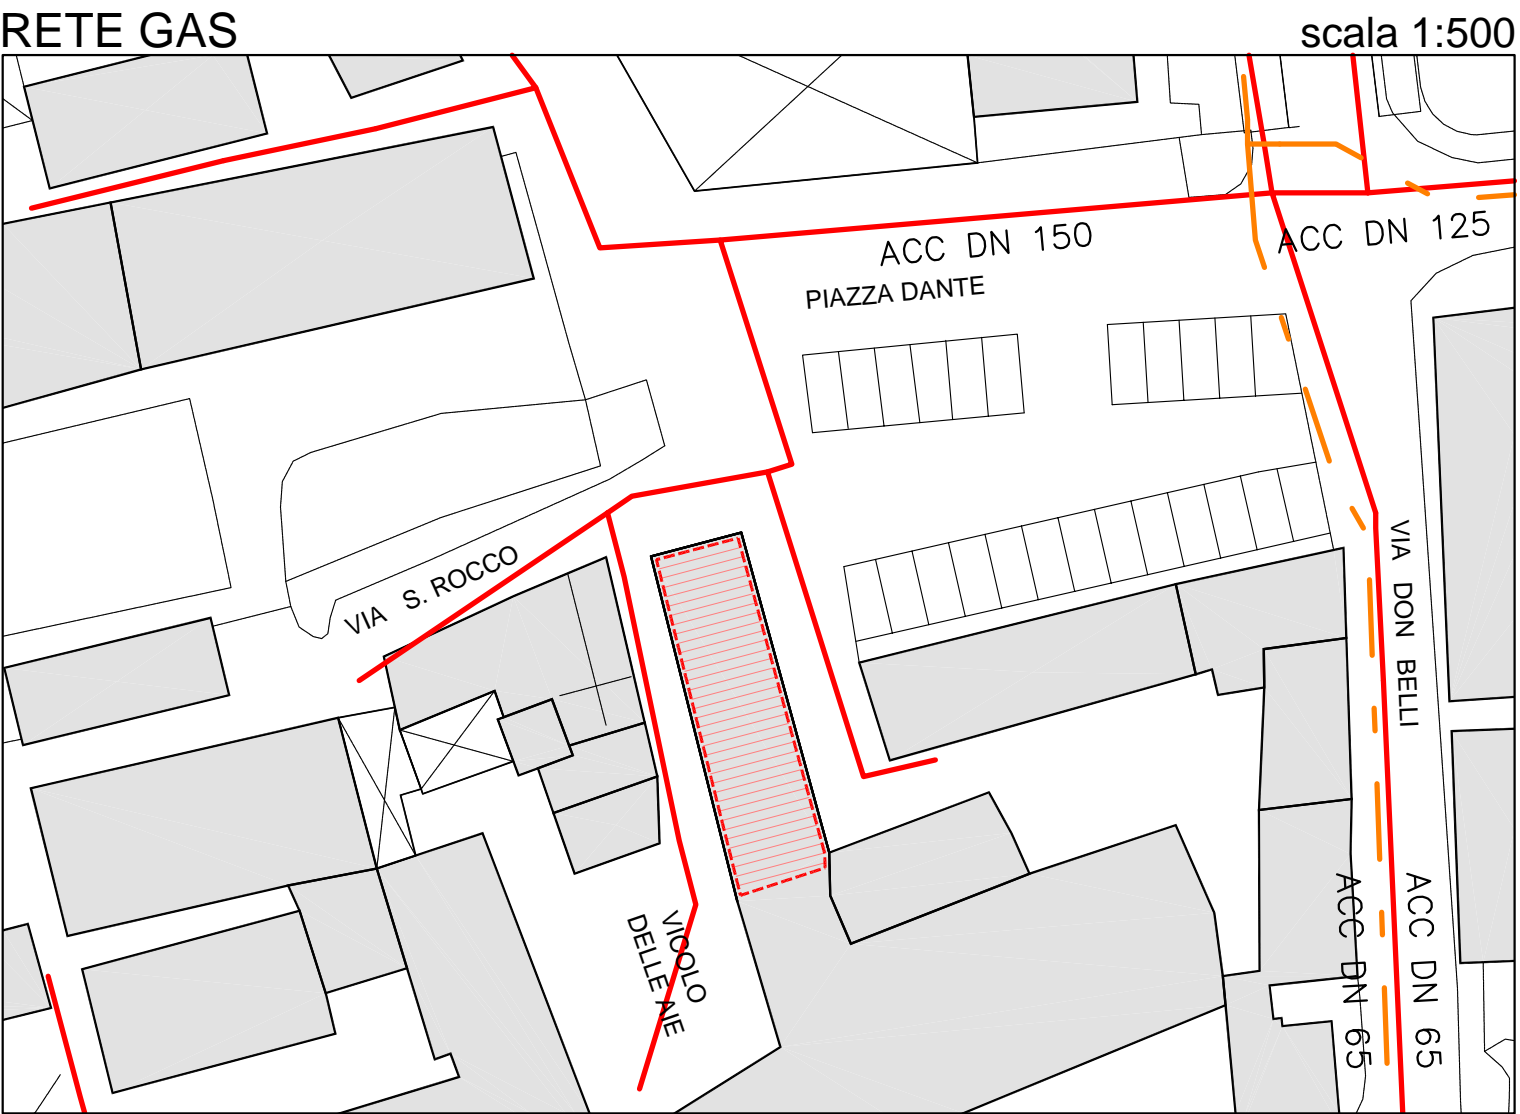 RETE GAS
scala 1:500
ACC DN 150
ACC DN 125
PIAZZA DANTE
VIA S. ROCCO
VIA DON BELLI
ACC DN 65
ACC DN 65
VICOLO
DELLE AIE